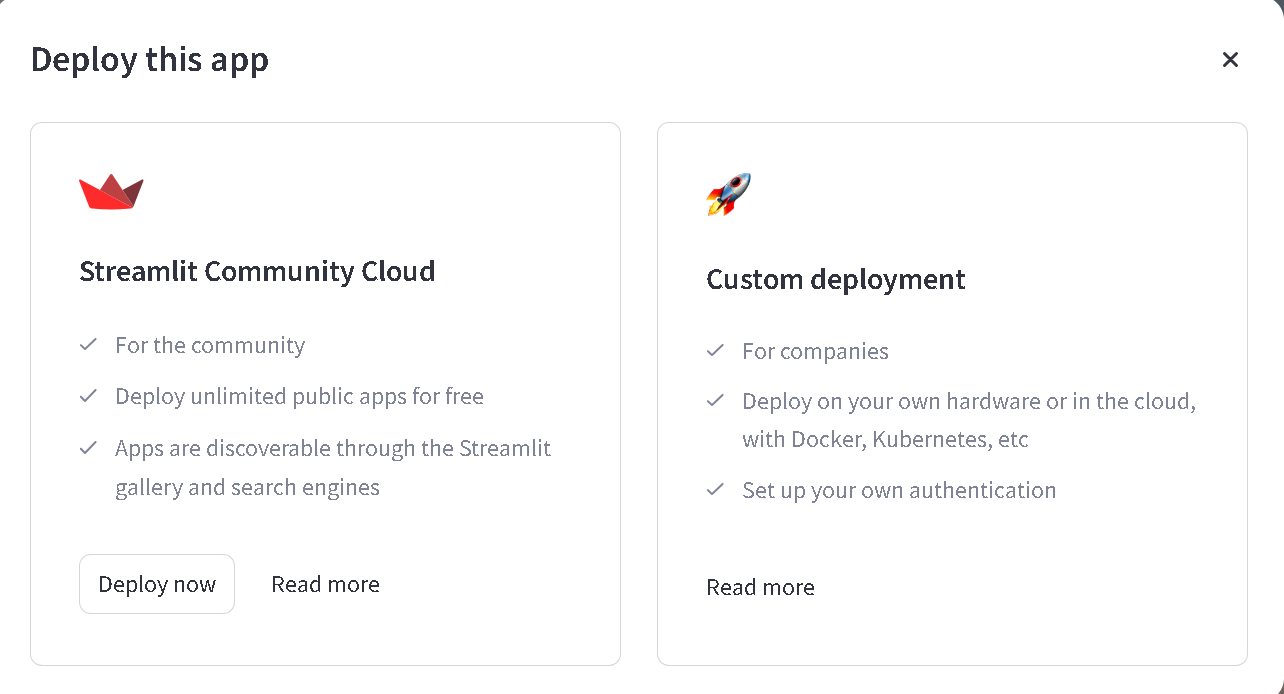 Deploy this app
Streamlit Community Cloud
For the community
Deploy unlimited public apps for free
Apps are discoverable through the Streamlit
gallery and search engines
Deploy now
Read more
Custom deployment
For companies
Deploy on your own hardware or in the cloud,
with Docker, Kubernetes, etc
Set up your own authentication
Read more